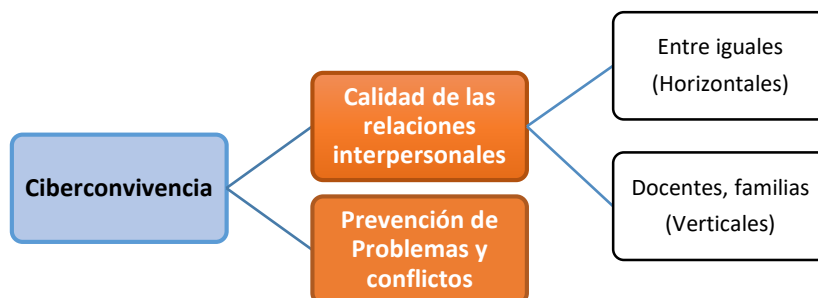 Ciberconvivencia
Calidad de las
relaciones
interpersonales
Prevención de
Problemas y
conflictos
Entre iguales
(Horizontales)
Docentes, familias
(Verticales)